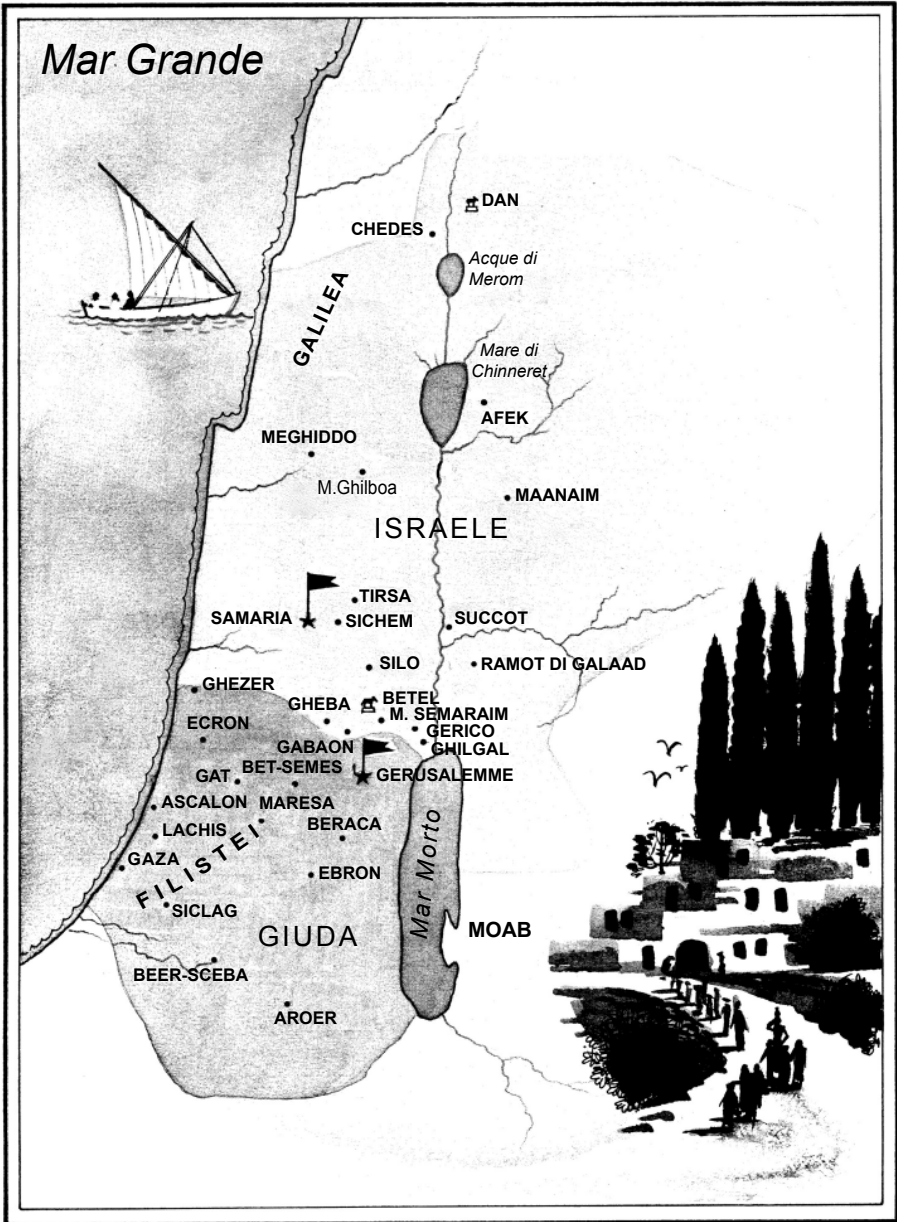 Mar Grande
DAN
CHEDES
Acque di
Merom
GALILEA
Mare di
Chinneret
AFEK
MEGHIDDO
M.Ghilboa
MAANAIM
ISRAELE
TIRSA
SAMARIA
SICHEM
SUCCOT
SILO
RAMOT DI GALAAD
GHEZER
BETEL
GHEBA
M. SEMARAIM
ECRON
GERICO
GABAON
GHILGAL
BET-SEMES
GAT
GERUSALEMME
ASCALON
MARESA
LACHIS
BERACA
GAZA
FILISTEI
EBRON
Mar Morto
SICLAG
GIUDA
MOAB
BEER-SCEBA
AROER